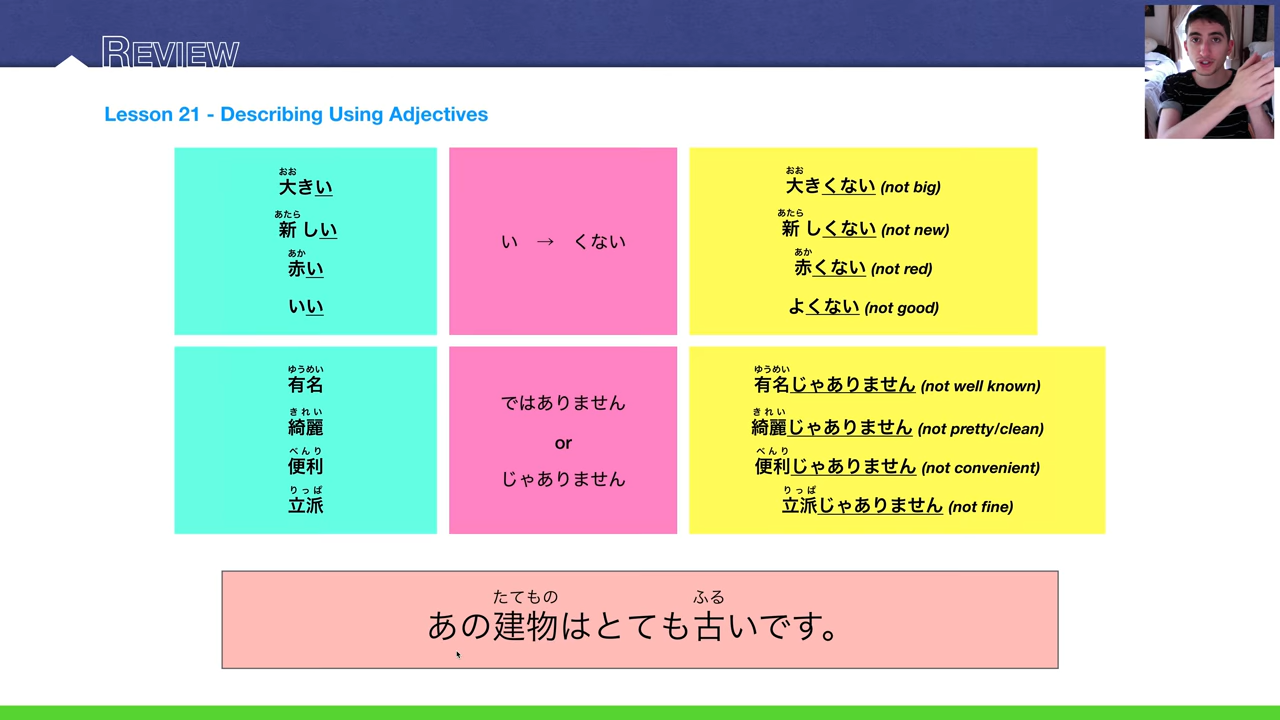 REVIEW
Lesson 21 - Describing Using Adjectives
おお
大きい
あたら
新しい
あか
赤い
いい
い → くない
おお
大きくない (not big)
あたら
新しくない (not new)
あか
赤くない (not red)
よくない (not good)
ゆうめい
有名
きれい
綺麗
べんり
便利
りっぱ
立派
ではありません
or
じゃありません
ゆうめい
有名じゃありません (not well known)
きれい
綺麗じゃありません (not pretty/clean)
べんり
便利じゃありません (not convenient)
りっぱ
立派じゃありません (not fine)
たてもの ふる
あの建物はとても古いです。